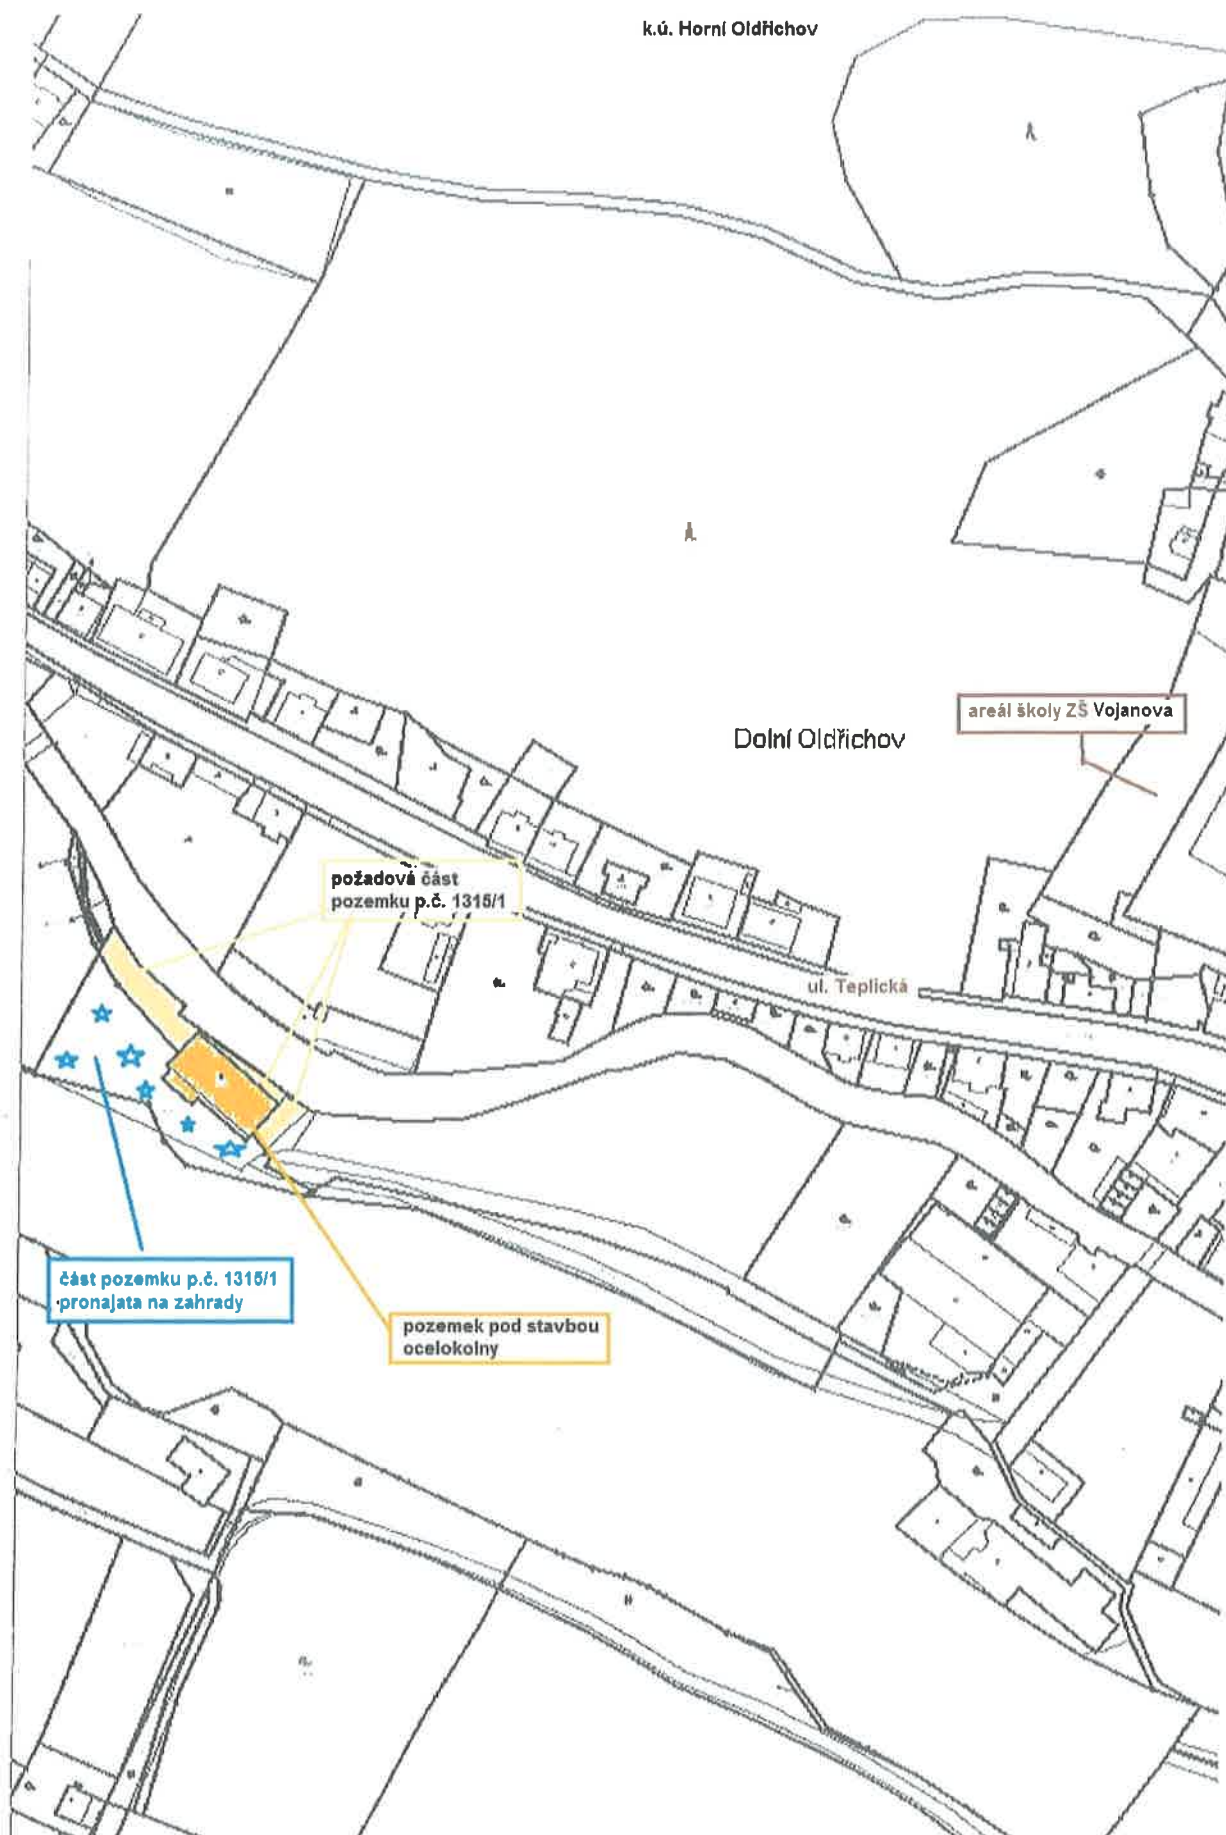 k.ú. Horní Oldřichov
areál školy ZŠ Vojanova
Dolní Oldřichov
požadová část
pozemku p.č. 1315/1
ul. Teplická
část pozemku p.č. 1315/1
pronajata na zahrady
pozemek pod stavbou
ocelokolny